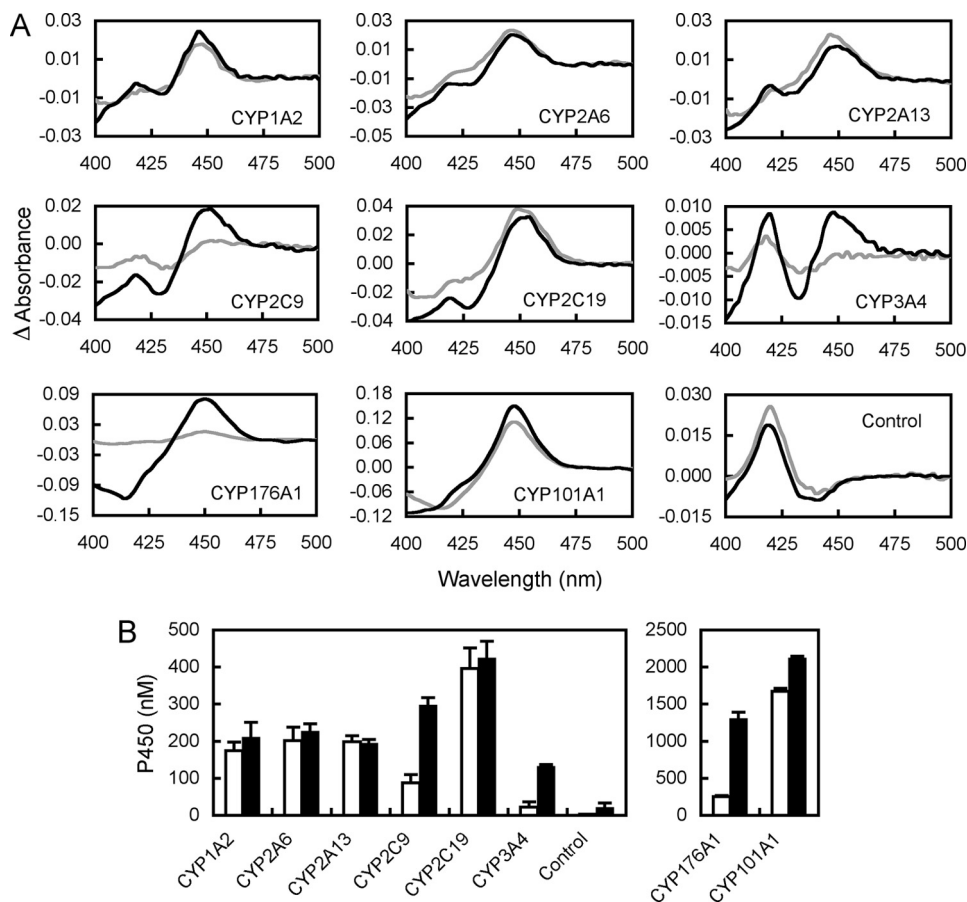 A
0.03
0.01
-0.01
-0.03
CYP1A2
400 425 450 475 500
0.03
0.01
-0.01
-0.03
-0.05
CYP2A6
400 425 450 475 500
0.03
0.01
-0.01
-0.03
CYP2A13
400 425 450 475 500
Δ Absorbance
0.02
0.00
-0.02
-0.04
CYP2C9
400 425 450 475 500
0.04
0.02
0.00
-0.02
-0.04
CYP2C19
400 425 450 475 500
0.010
0.005
0.000
-0.005
-0.010
-0.015
CYP3A4
400 425 450 475 500
0.09
0.03
-0.03
-0.09
-0.15
CYP176A1
400 425 450 475 500
0.18
0.12
0.06
0.00
-0.06
-0.12
CYP101A1
400 425 450 475 500
0.030
0.015
0.000
-0.015
Control
400 425 450 475 500
Wavelength (nm)
B
P450 (nM)
500
400
300
200
100
0
CYP1A2
CYP2A6
CYP2A13
CYP2C9
CYP2C19
CYP3A4
Control
2500
2000
1500
1000
500
0
CYP176A1
CYP101A1